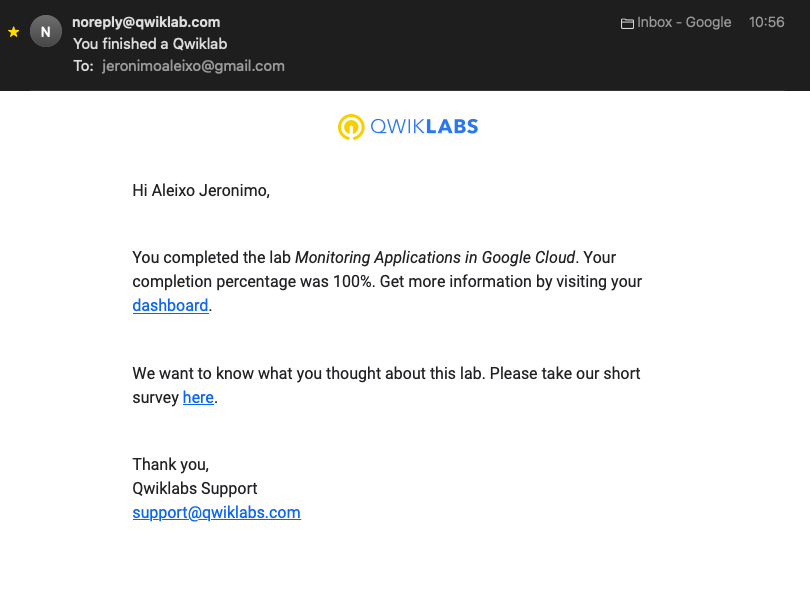 noreply@qwiklab.com
Inbox - Google 10:56
N
You finished a Qwiklab
To: jeronimoaleixo@gmail.com
QWIKLABS
Hi Aleixo Jeronimo,
You completed the lab Monitoring Applications in Google Cloud. Your
completion percentage was 100%. Get more information by visiting your
dashboard.
We want to know what you thought about this lab. Please take our short
survey here.
Thank you,
Qwiklabs Support
support@qwiklabs.com